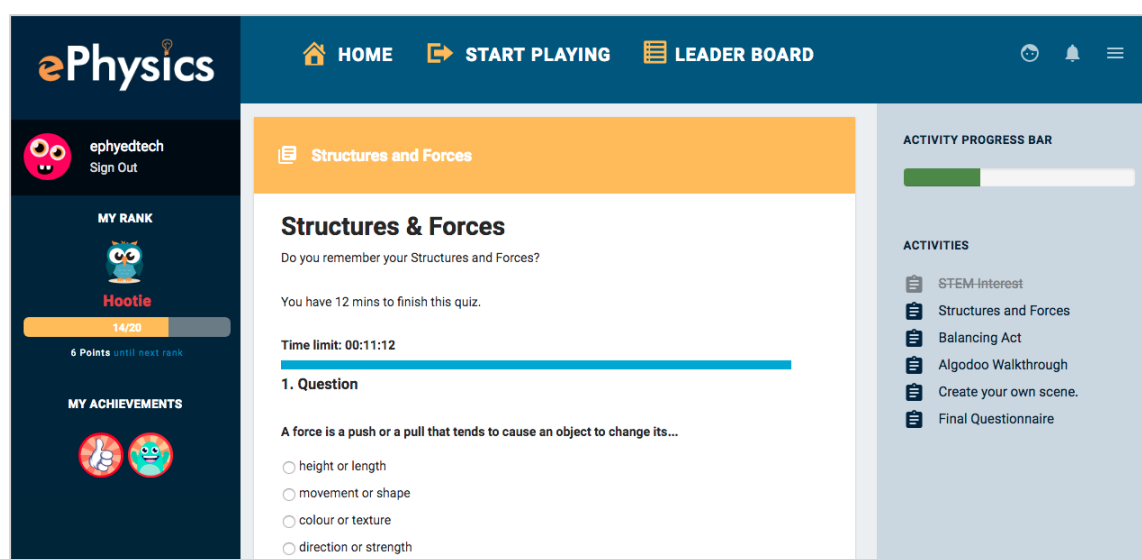 ePhysics
HOME
START PLAYING
LEADER BOARD
ephyedtech
Sign Out
MY RANK
Hootie
14/20
6 Points until next rank
MY ACHIEVEMENTS
Structures and Forces
Structures & Forces
Do you remember your Structures and Forces?
You have 12 mins to finish this quiz.
Time limit: 00:11:12
1. Question
A force is a push or a pull that tends to cause an object to change its...
height or length
movement or shape
colour or texture
direction or strength
ACTIVITY PROGRESS BAR
ACTIVITIES
STEM Interest
Structures and Forces
Balancing Act
Algodoo Walkthrough
Create your own scene.
Final Questionnaire